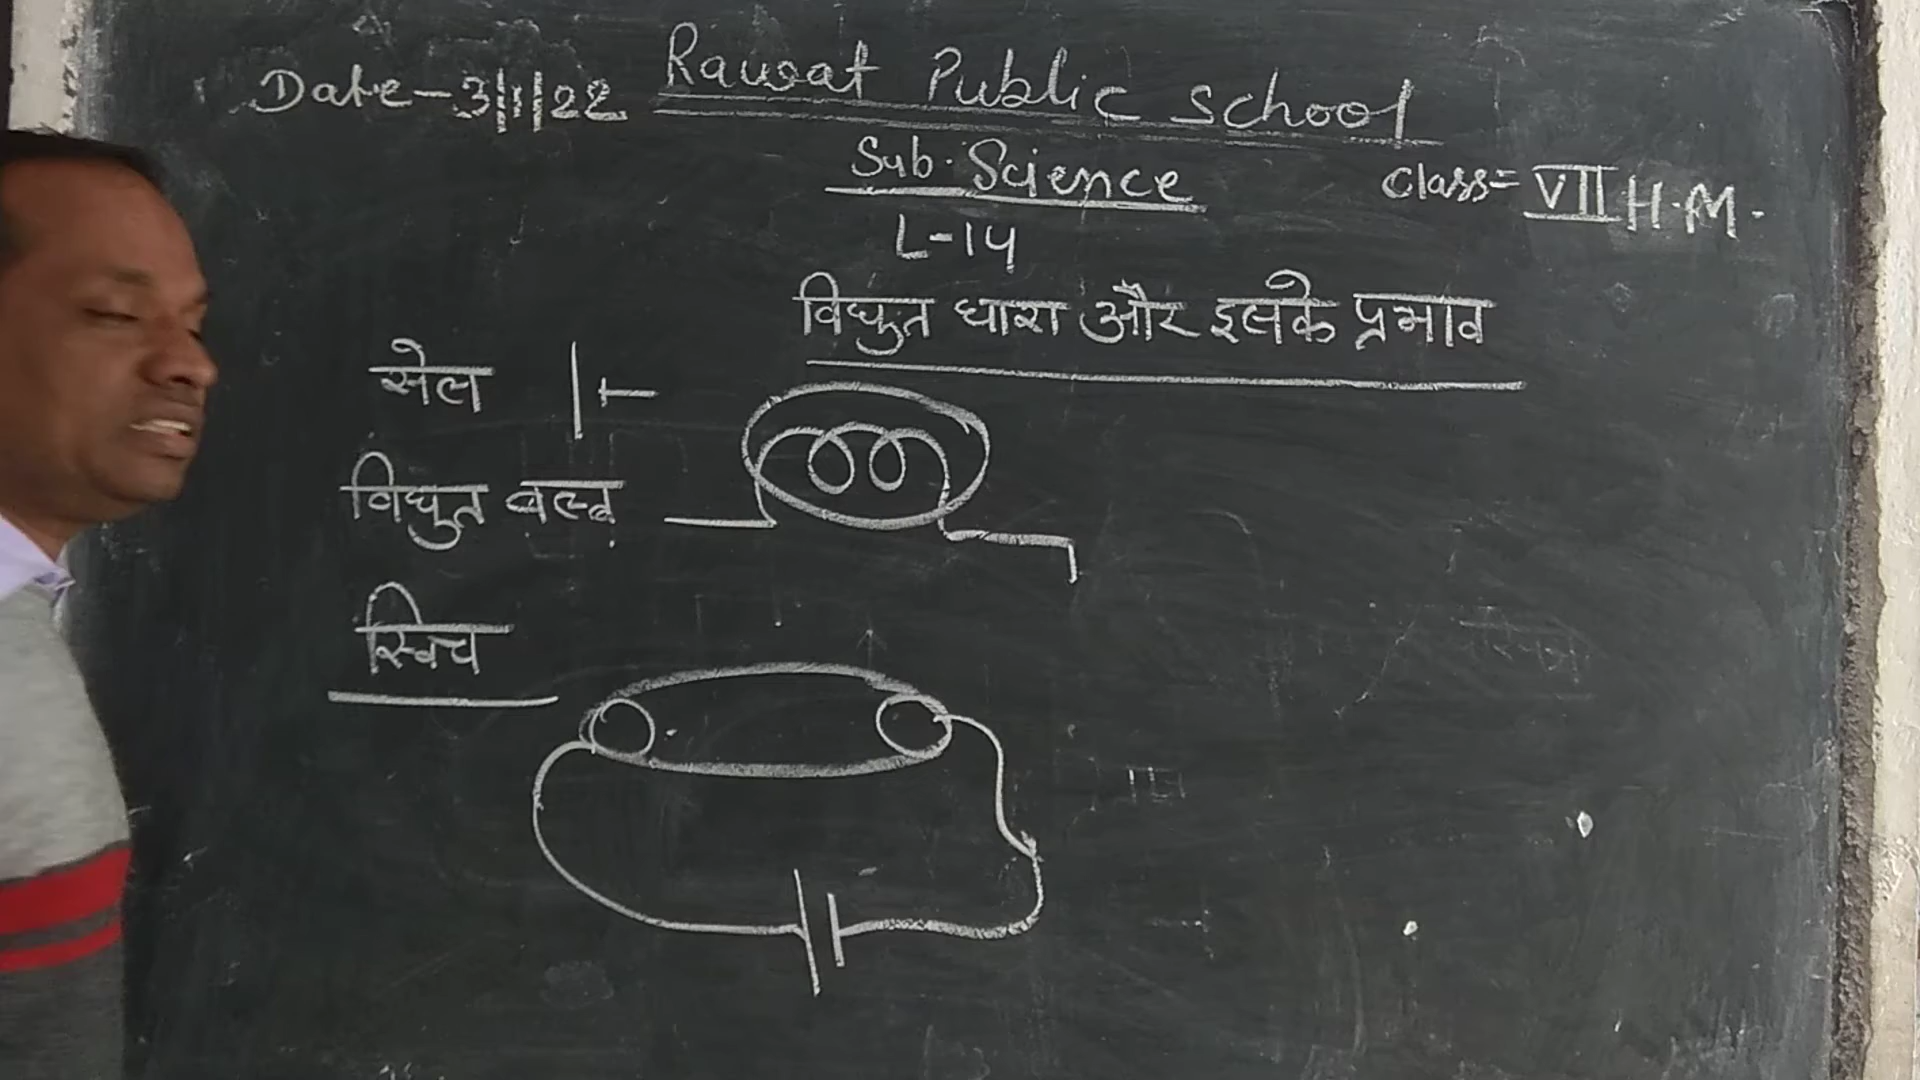 Date-3/1/22 Rawat Public School
Sub. Science
Class= VII H.M.
L-14
विधुत धारा और इसके प्रभाव
सेल
विधुत बल्ब
स्विच